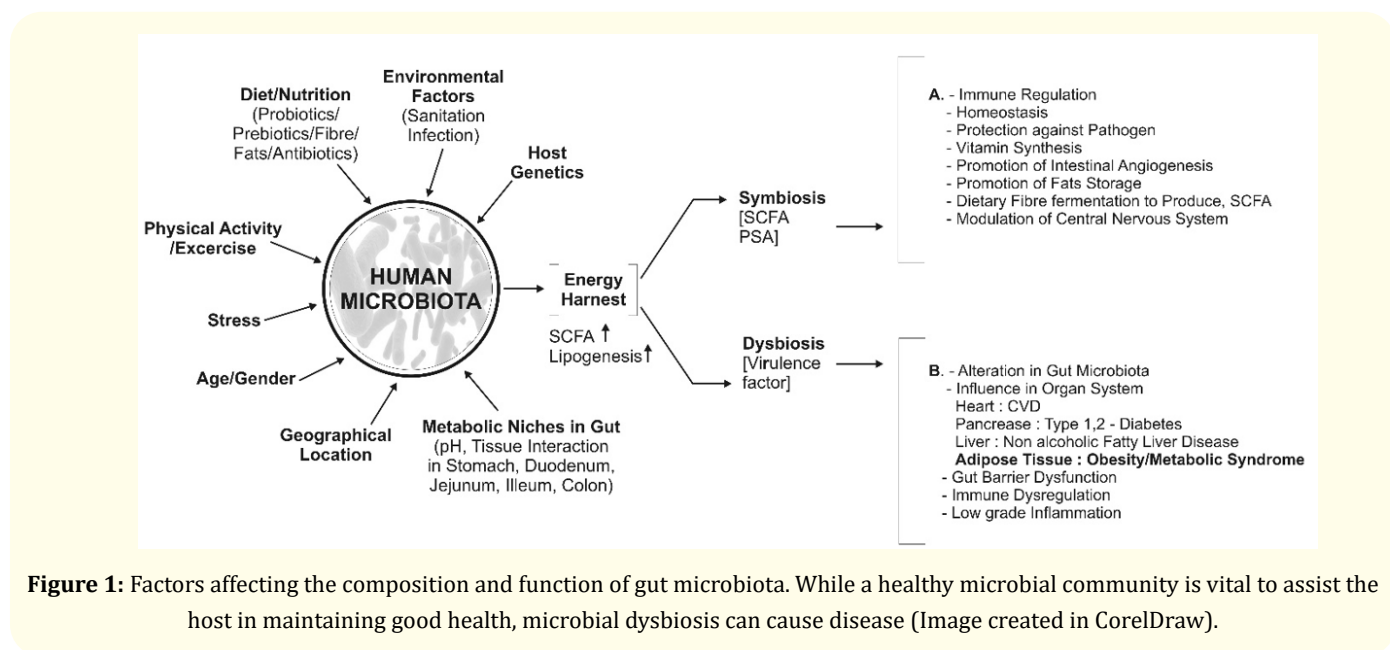 Diet/Nutrition
(Probiotics/
Prebiotics/Fibre/
Fats/Antibiotics)
Environmental
Factors
(Sanitation
Infection)
Host
Genetics
Physical Activity
/Excercise
Stress
Age/Gender
Geographical
Location
Metabolic Niches in Gut
(pH, Tissue Interaction
in Stomach, Duodenum,
Jejunum, Illeum, Colon)
HUMAN
MICROBIOTA
Energy
Harnest
SCFA ↑
Lipogenesis↑
Symbiosis
[SCFA
PSA]
A. - Immune Regulation
- Homeostasis
- Protection against Pathogen
- Vitamin Synthesis
- Promotion of Intestinal Angiogenesis
- Promotion of Fats Storage
- Dietary Fibre fermentation to Produce, SCFA
- Modulation of Central Nervous System
Dysbiosis
[Virulence
factor]
B. - Alteration in Gut Microbiota
- Influence in Organ System
Heart : CVD
Pancrease : Type 1,2 - Diabetes
Liver : Non alcoholic Fatty Liver Disease
Adipose Tissue : Obesity/Metabolic Syndrome
- Gut Barrier Dysfunction
- Immune Dysregulation
- Low grade Inflammation
Figure 1: Factors affecting the composition and function of gut microbiota. While a healthy microbial community is vital to assist the
host in maintaining good health, microbial dysbiosis can cause disease (Image created in CorelDraw).